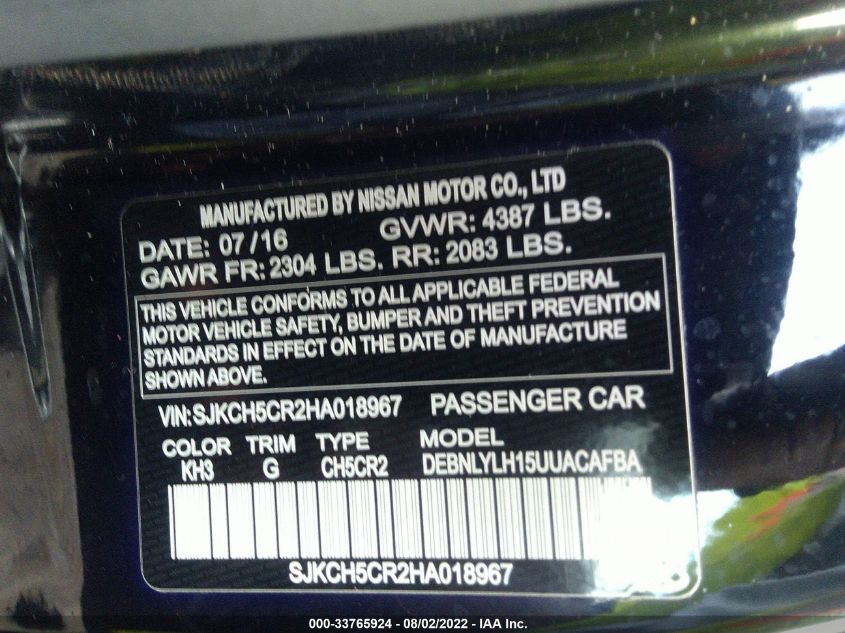 MANUFACTURED BY NISSAN MOTOR CO., LTD
DATE: 07/16 GVWR: 4387 LBS.
GAWR FR: 2304 LBS. RR: 2083 LBS.
THIS VEHICLE CONFORMS TO ALL APPLICABLE FEDERAL
MOTOR VEHICLE SAFETY, BUMPER AND THEFT PREVENTION
STANDARDS IN EFFECT ON THE DATE OF MANUFACTURE
SHOWN ABOVE.
VIN: SJKCH5CR2HA018967 PASSENGER CAR
COLOR TRIM TYPE MODEL
KH3 G CH5CR2 DEBNLYLH15UUACAFBA
SJKCH5CR2HA018967
000-33765924 - 08/02/2022 - IAA Inc.